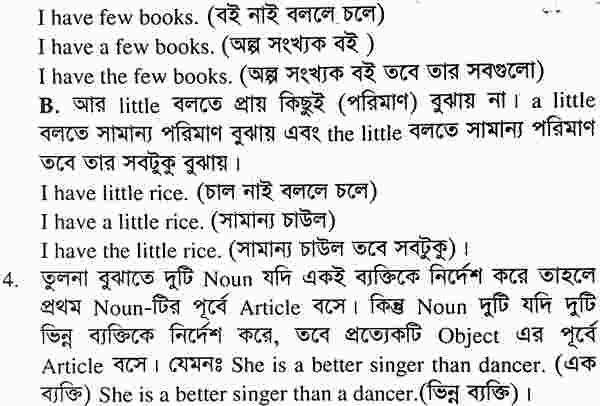 I have few books. (বই নাই বললে চলে)
I have a few books. (অল্প সংখ্যক বই )
I have the few books. (অল্প সংখ্যক বই তবে তার সবগুলো)
B. আর little বলতে প্রায় কিছুই (পরিমাণ) বুঝায় না। a little
বলতে সামান্য পরিমাণ বুঝায় এবং the little বলতে সামান্য পরিমাণ
তবে তার সবটুকু বুঝায়।
I have little rice. (চাল নাই বললে চলে)
I have a little rice. (সামান্য চাউল)
I have the little rice. (সামান্য চাউল তবে সবটুকু)।
4. তুলনা বুঝাতে দুটি Noun যদি একই ব্যক্তিকে নির্দেশ করে তাহলে
প্রথম Noun-টির পূর্বে Article বসে। কিন্তু Noun দুটি যদি দুটি
ভিন্ন ব্যক্তিকে নির্দেশ করে, তবে প্রত্যেকটি Object এর পূর্বে
Article বসে। যেমনঃ She is a better singer than dancer. (এক
ব্যক্তি) She is a better singer than a dancer.(ভিন্ন ব্যক্তি)।